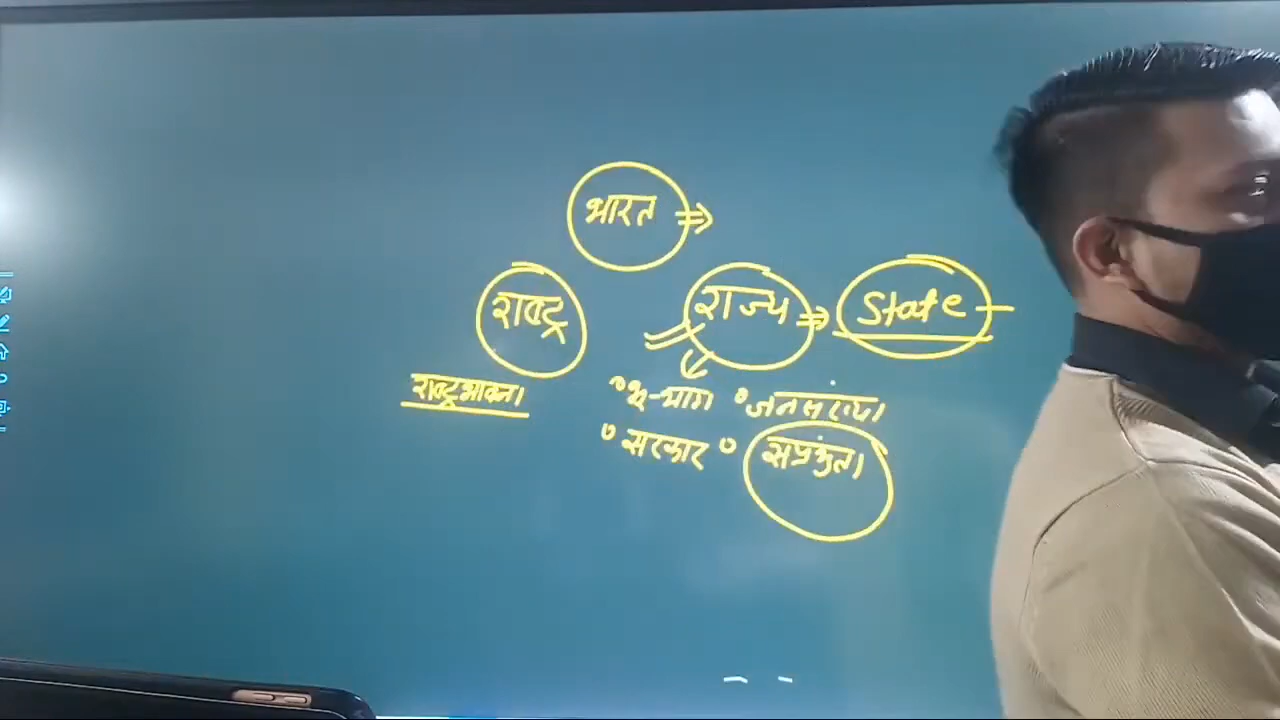 भारत
राष्ट्र राज्य State
राष्ट्रभावना
भू-भाग जनसंख्या
सरकार संप्रभुता